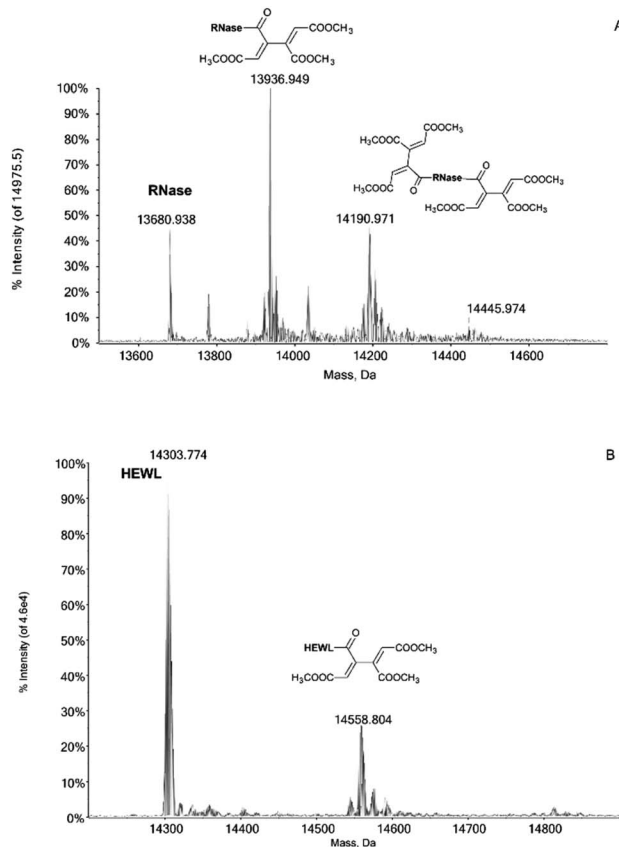 A
RNase
O
COOCH₃
H₃COOC
COOCH₃
13936.949
100%
90%
80%
70%
60%
50%
40%
30%
20%
10%
0%
% Intensity (of 14975.5)
RNase
13680.938
COOCH₃
H₃COOC
H₃COOC
O
RNase
O
COOCH₃
H₃COOC
COOCH₃
14190.971
14445.974
13600 13800 14000 14200 14400 14600
Mass, Da
B
14303.774
HEWL
100%
90%
80%
70%
60%
50%
40%
30%
20%
10%
0%
% Intensity (of 4.6e4)
O
HEWL
COOCH₃
H₃COOC
COOCH₃
14558.804
14300 14400 14500 14600 14700 14800
Mass, Da